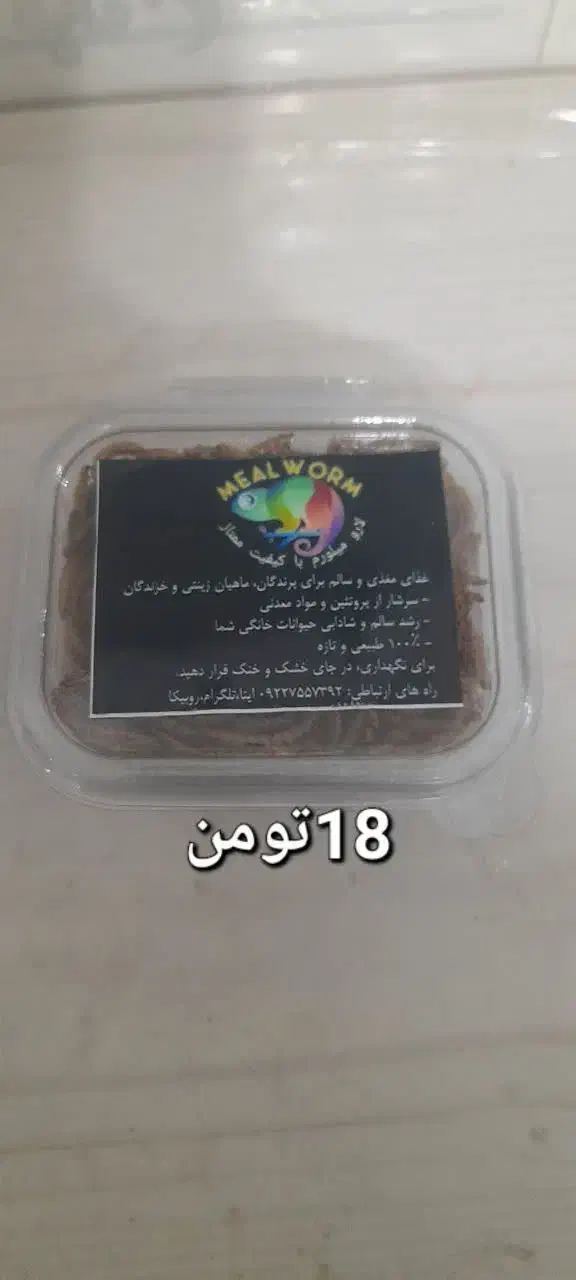 MEAL WORM
لارو میلورم با کیفیت ممتاز
غذای مغذی و سالم برای پرندگان، ماهیان زینتی و خزندگان
- سرشار از پروتئین و مواد معدنی
- رشد سالم و شادابی حیوانات خانگی شما
- ۱۰۰٪ طبیعی و تازه
برای نگهداری، در جای خشک و خنک قرار دهید.
راه های ارتباطی: ۰۹۲۲۷۵۵۷۳۹۲ ایتا،تلگرام،روبیکا
18تومن